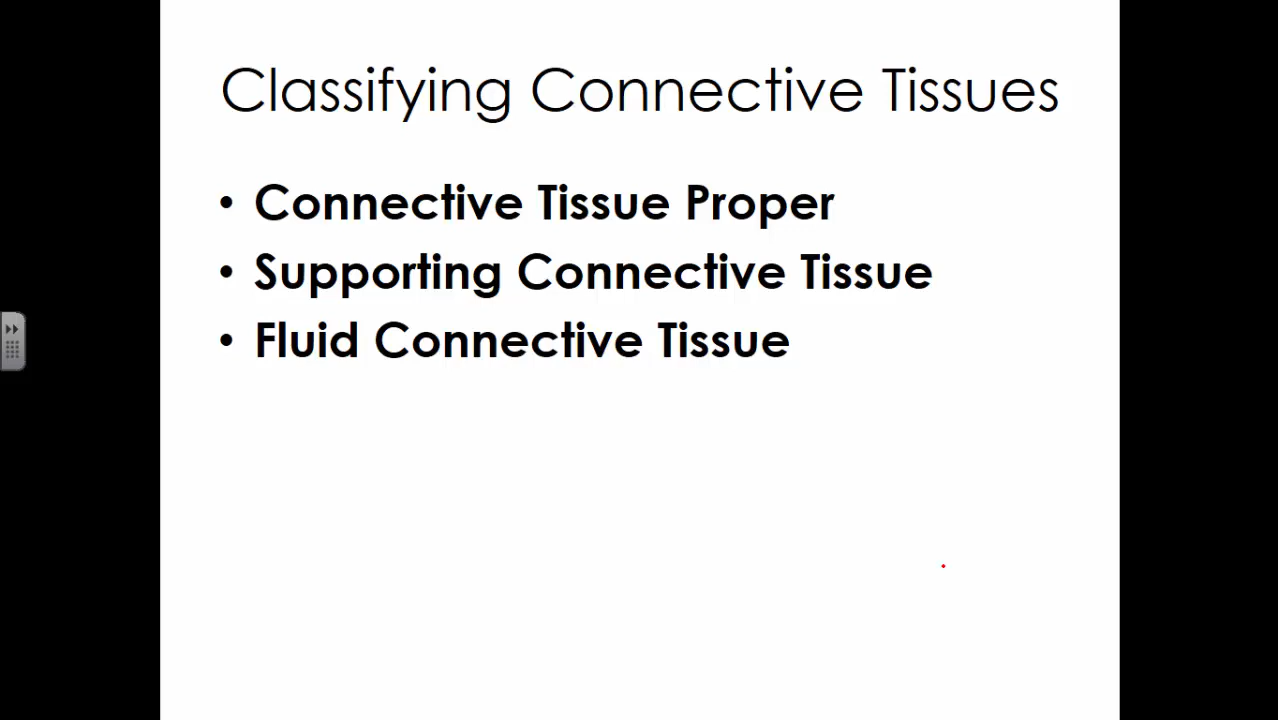 Classifying Connective Tissues
• Connective Tissue Proper
• Supporting Connective Tissue
• Fluid Connective Tissue